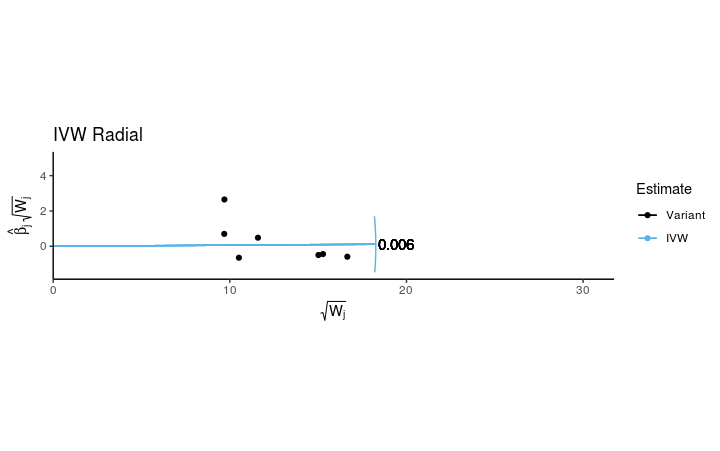 IVW Radial
4
2
0
β̂j√Wj
0.006
0
10
20
30
√Wj
Estimate
Variant
IVW